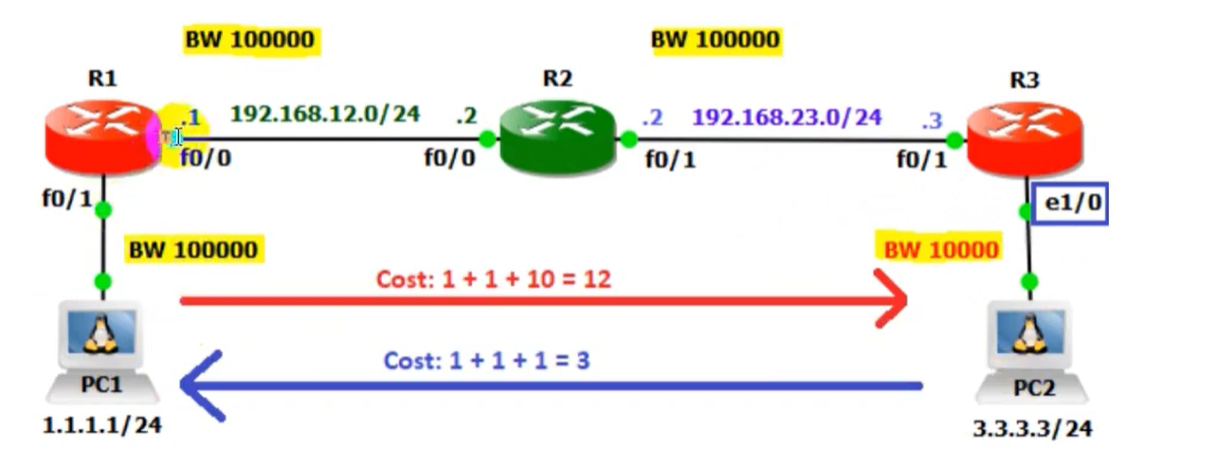 BW 100000
BW 100000
R1
R2
R3
.1
192.168.12.0/24
.2
.2
192.168.23.0/24
.3
f0/0
f0/0
f0/1
f0/1
f0/1
e1/0
BW 100000
BW 10000
Cost: 1 + 1 + 10 = 12
Cost: 1 + 1 + 1 = 3
PC1
PC2
1.1.1.1/24
3.3.3.3/24